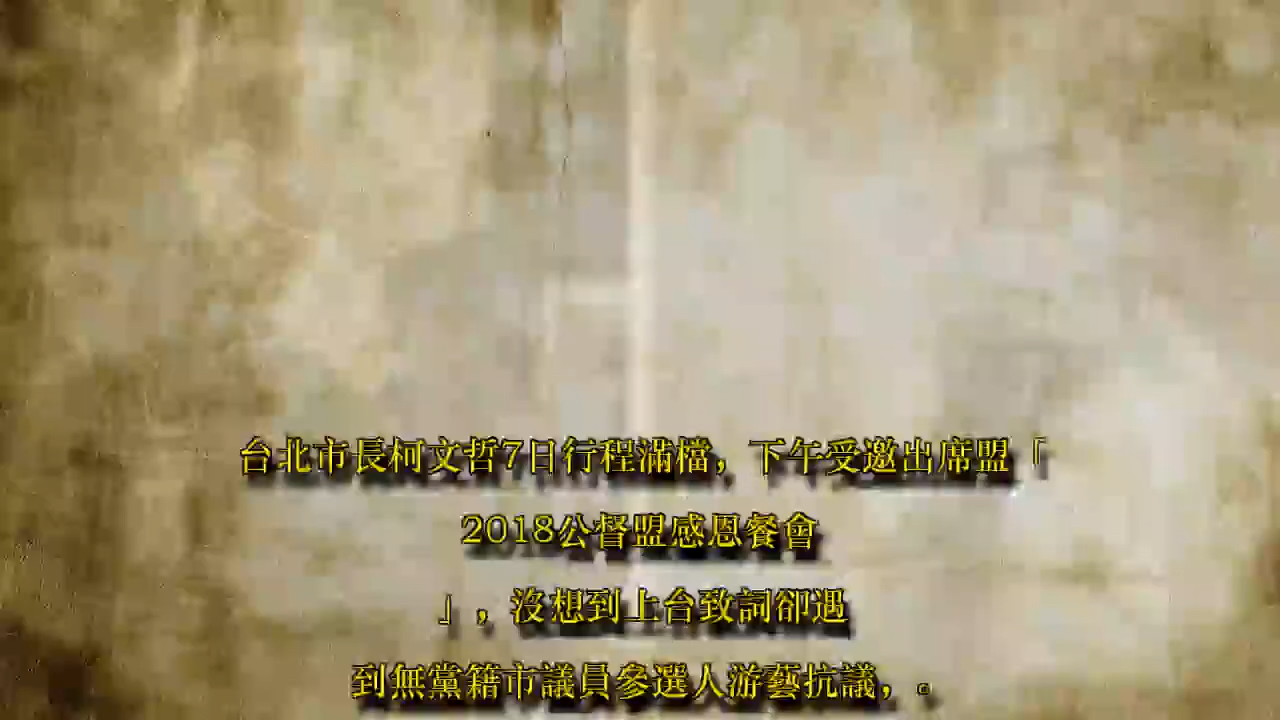 台北市長柯文哲7日行程滿檔，下午受邀出席盟「
2018公督盟感恩餐會
」，沒想到上台致詞卻遇
到無黨籍市議員參選人游藝抗議，。